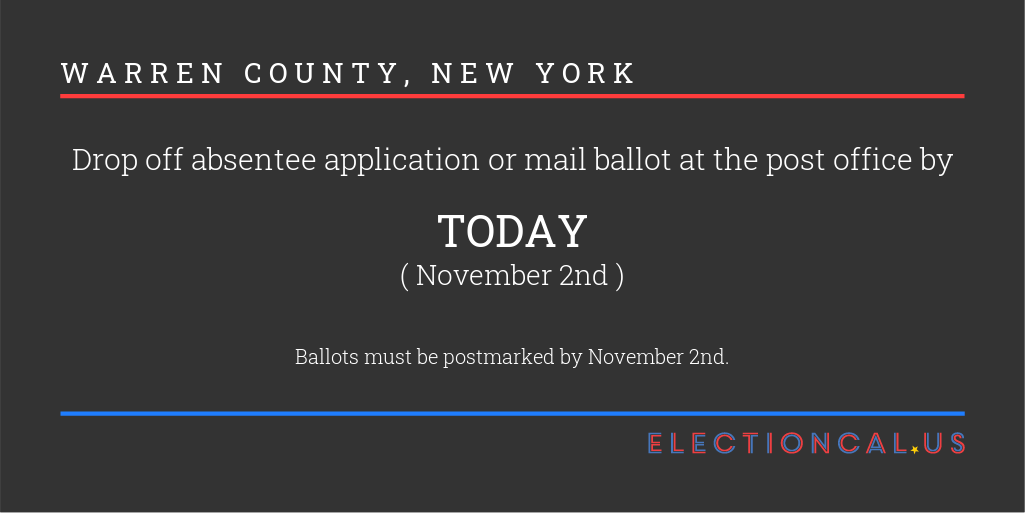 WARREN COUNTY, NEW YORK
Drop off absentee application or mail ballot at the post office by
TODAY
( November 2nd )
Ballots must be postmarked by November 2nd.
ELECTIONCAL.US